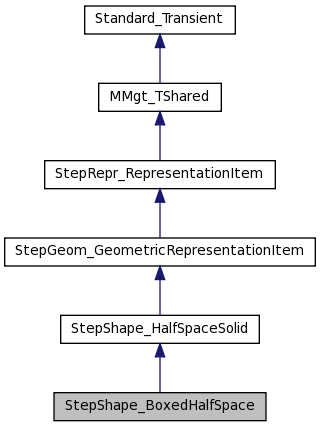 Standard_Transient
MMgt_TShared
StepRepr_RepresentationItem
StepGeom_GeometricRepresentationItem
StepShape_HalfSpaceSolid
StepShape_BoxedHalfSpace